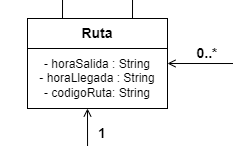 Ruta
- horaSalida : String
- horaLlegada : String
- codigoRuta: String
0..*
1